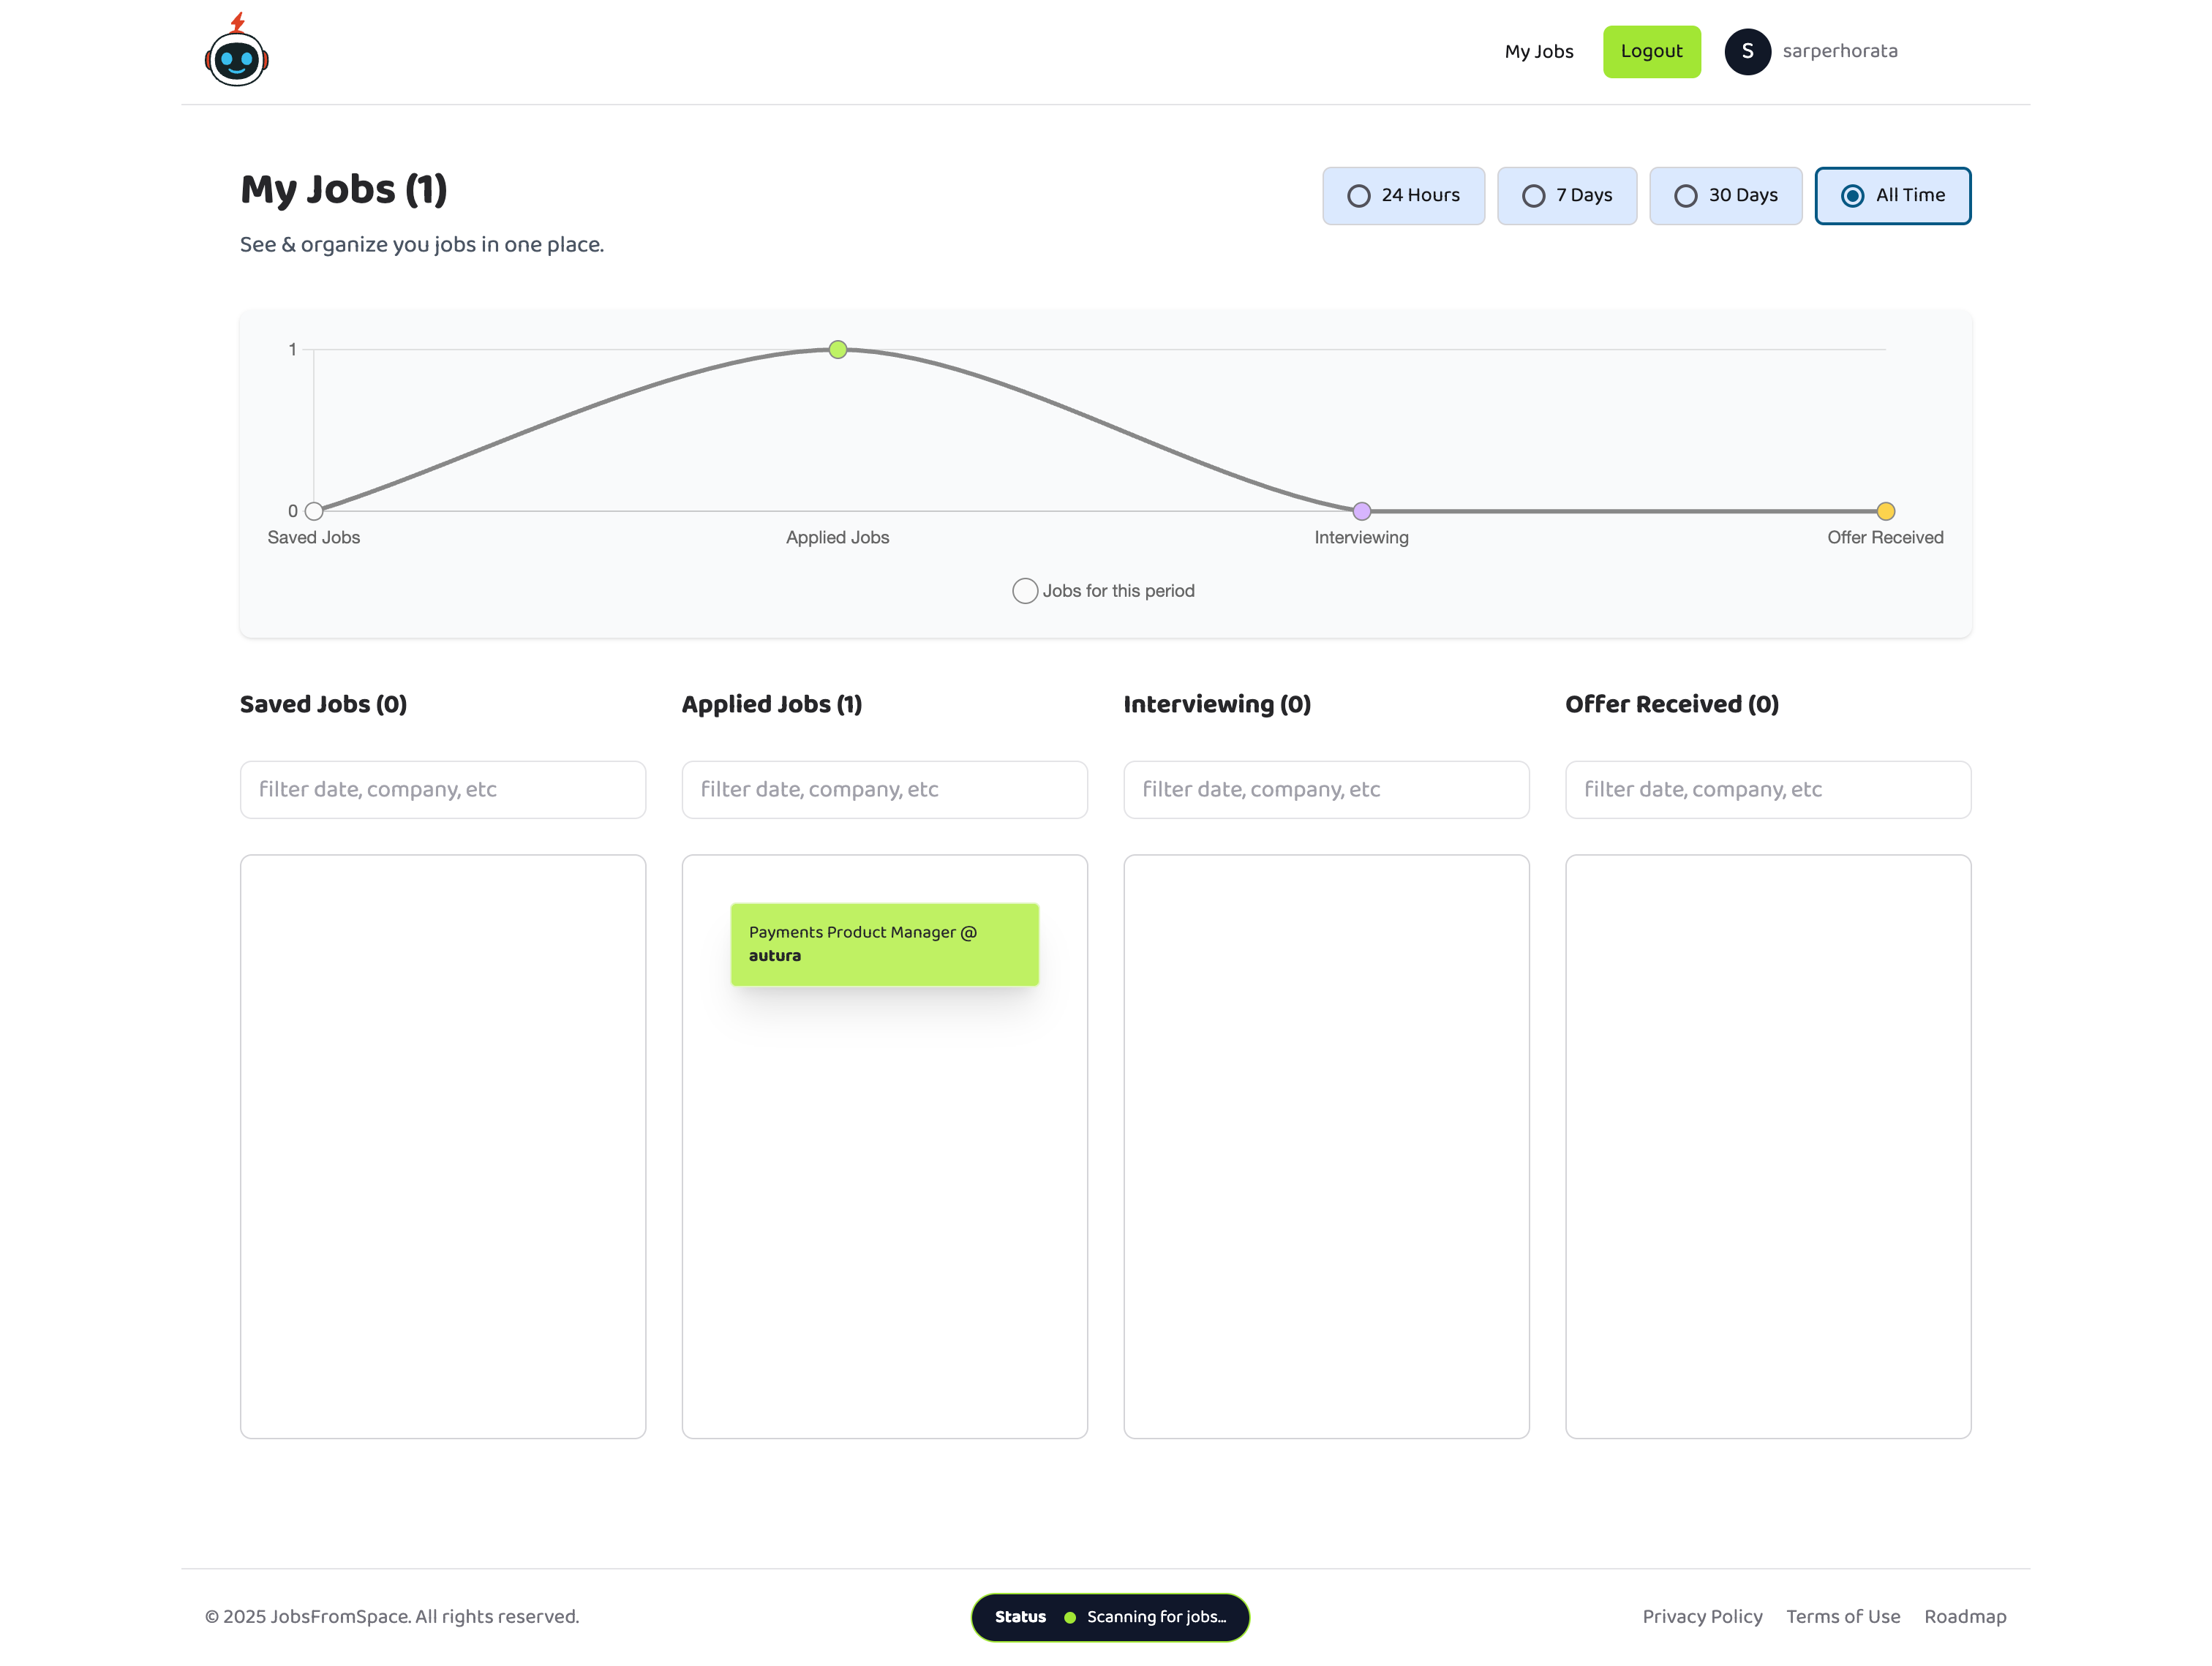 My Jobs
Logout
S
sarperhorata
My Jobs (1)
24 Hours
7 Days
30 Days
All Time
See & organize you jobs in one place.
1
0
Saved Jobs
Applied Jobs
Interviewing
Offer Received
Jobs for this period
Saved Jobs (0)
Applied Jobs (1)
Interviewing (0)
Offer Received (0)
filter date, company, etc
filter date, company, etc
filter date, company, etc
filter date, company, etc
Payments Product Manager @
autura
© 2025 JobsFromSpace. All rights reserved.
Status
Scanning for jobs...
Privacy Policy
Terms of Use
Roadmap